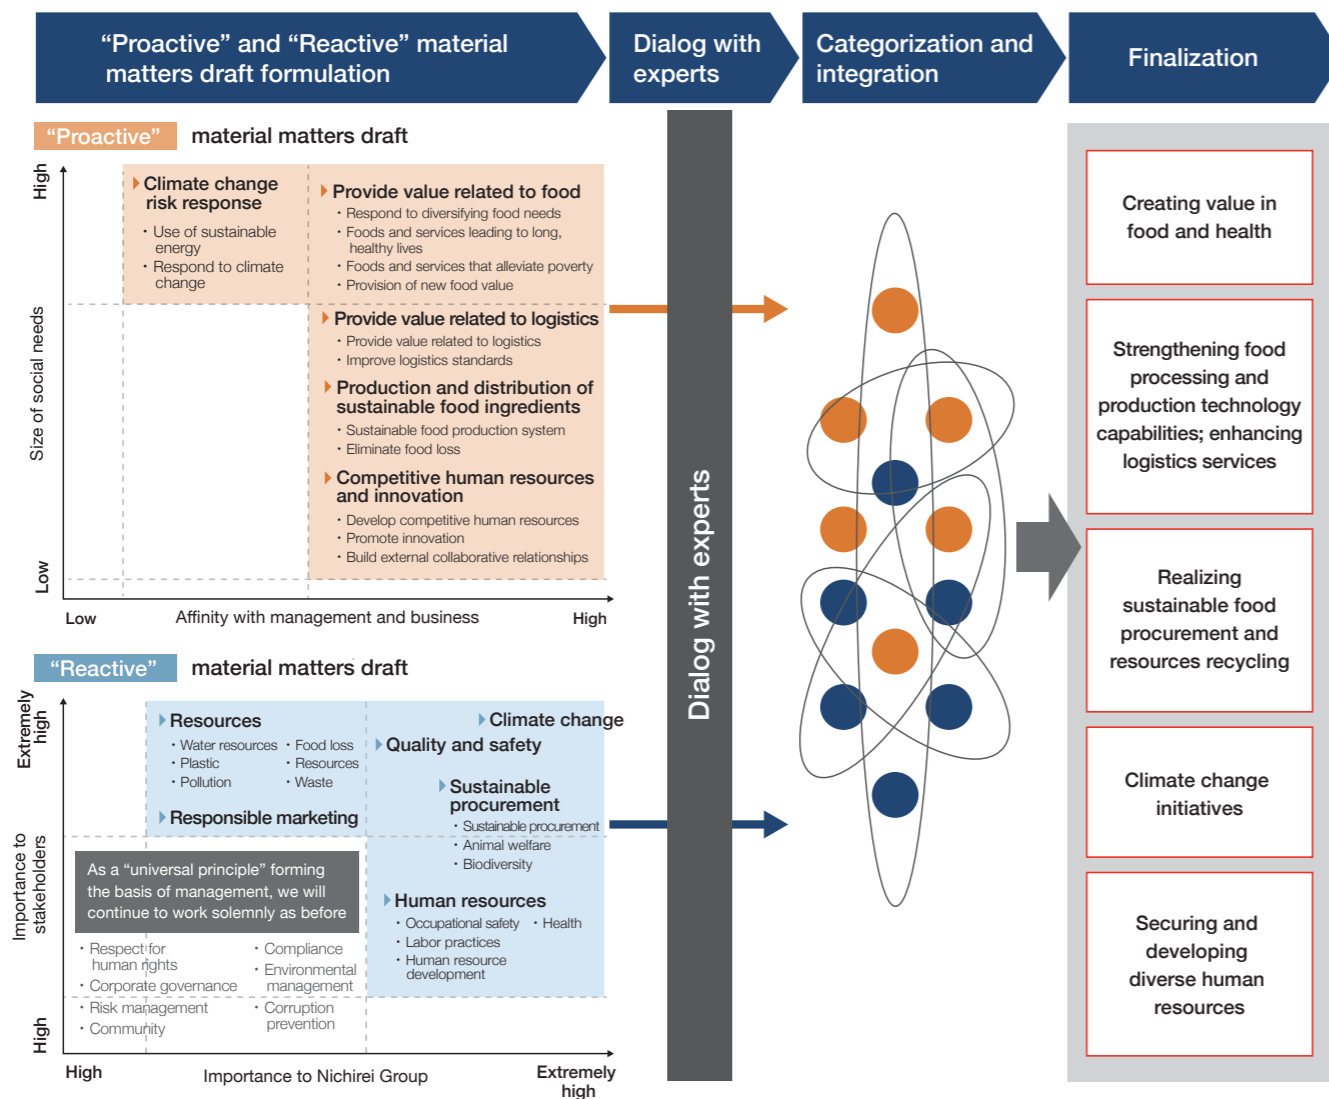 “Proactive” and “Reactive” material
matters draft formulation
Dialog with
experts
Categorization and
integration
Finalization
“Proactive” material matters draft
High
Size of social needs
Low
Climate change
risk response
・Use of sustainable
energy
・Respond to climate
change
Provide value related to food
・Respond to diversifying food needs
・Foods and services leading to long,
healthy lives
・Foods and services that alleviate poverty
・Provision of new food value
Provide value related to logistics
・Provide value related to logistics
・Improve logistics standards
Production and distribution of
sustainable food ingredients
・Sustainable food production system
・Eliminate food loss
Competitive human resources
and innovation
・Develop competitive human resources
・Promote innovation
・Build external collaborative relationships
Low
Affinity with management and business
High
“Reactive” material matters draft
Extremely
high
Importance to
stakeholders
High
Resources
・Water resources
・Plastic
・Pollution
・Food loss
・Resources
・Waste
Responsible marketing
Climate change
Quality and safety
Sustainable
procurement
・Sustainable procurement
・Animal welfare
・Biodiversity
Human resources
・Occupational safety ・Health
・Labor practices
・Human resource
development
As a “universal principle” forming
the basis of management, we will
continue to work solemnly as before
・Respect for
human rights
・Corporate governance
・Risk management
・Community
・Compliance
・Environmental
management
・Corruption
prevention
High
Importance to Nichirei Group
Extremely
high
Dialog with experts
Creating value in
food and health
Strengthening food
processing and
production technology
capabilities; enhancing
logistics services
Realizing
sustainable food
procurement and
resources recycling
Climate change
initiatives
Securing and
developing
diverse human
resources